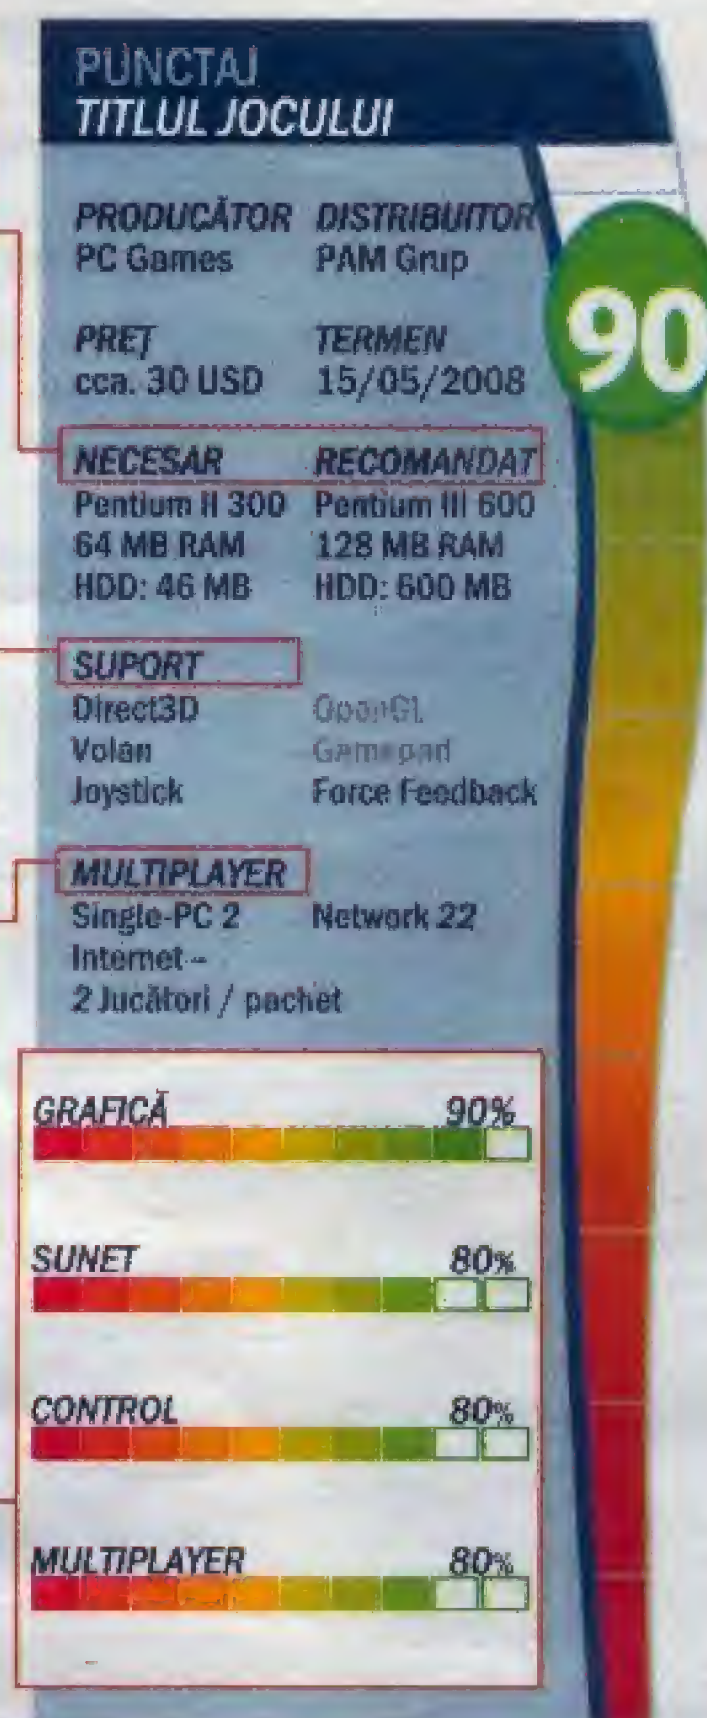 PUNCTAJ
TITLUL JOCULUI
PRODUCĂTOR DISTRIBUITOR
PC Games PAM Grup
90
PREȚ TERMEN
cca. 30 USD 15/05/2008
NECESAR RECOMANDAT
Pentium II 300 Pentium III 600
64 MB RAM 128 MB RAM
HDD: 46 MB HDD: 600 MB
SUPORT
Direct3D OpenGL
Volan Gamepad
Joystick Force Feedback
MULTIPLAYER
Single-PC 2 Network 22
Internet –
2 Jucători / pachet
GRAFICĂ 90%
SUNET 80%
CONTROL 80%
MULTIPLAYER 80%